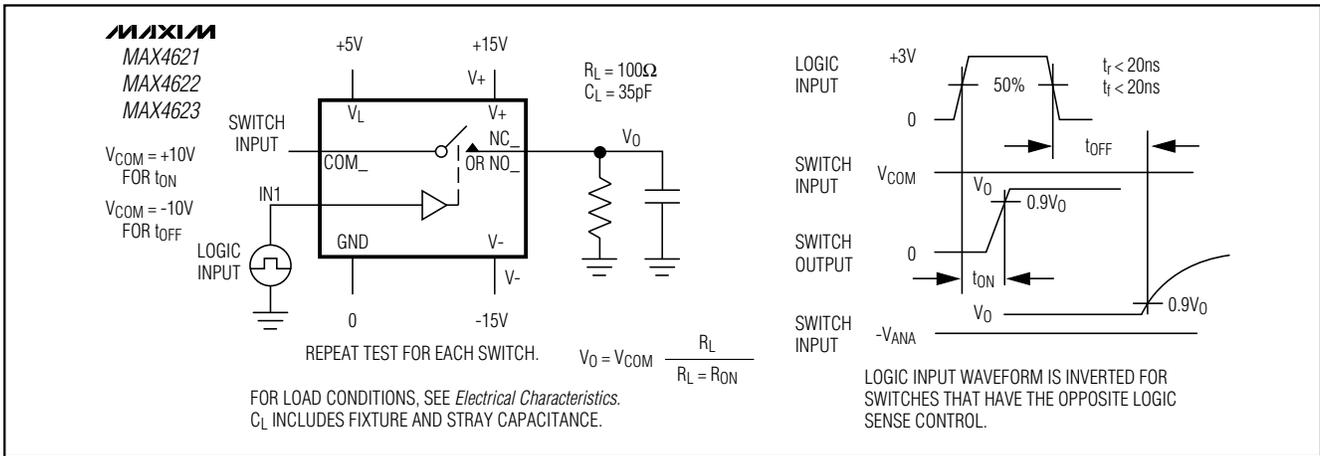 MAXIM
MAX4621
MAX4622
MAX4623
VCOM = +10V
FOR tON
VCOM = -10V
FOR tOFF
+5V
+15V
V+
RL = 100Ω
CL = 35pF
VL
V+
SWITCH
INPUT
COM_
NC_
OR NO_
VO
IN1
LOGIC
INPUT
GND
V-
V-
0
-15V
REPEAT TEST FOR EACH SWITCH.
VO = VCOM
RL
RL = RON
FOR LOAD CONDITIONS, SEE Electrical Characteristics.
CL INCLUDES FIXTURE AND STRAY CAPACITANCE.
LOGIC
INPUT
+3V
50%
tr < 20ns
tf < 20ns
0
tOFF
SWITCH
INPUT
VCOM
VO
0.9VO
SWITCH
OUTPUT
0
tON
VO
0.9VO
SWITCH
INPUT
-VANA
LOGIC INPUT WAVEFORM IS INVERTED FOR
SWITCHES THAT HAVE THE OPPOSITE LOGIC
SENSE CONTROL.